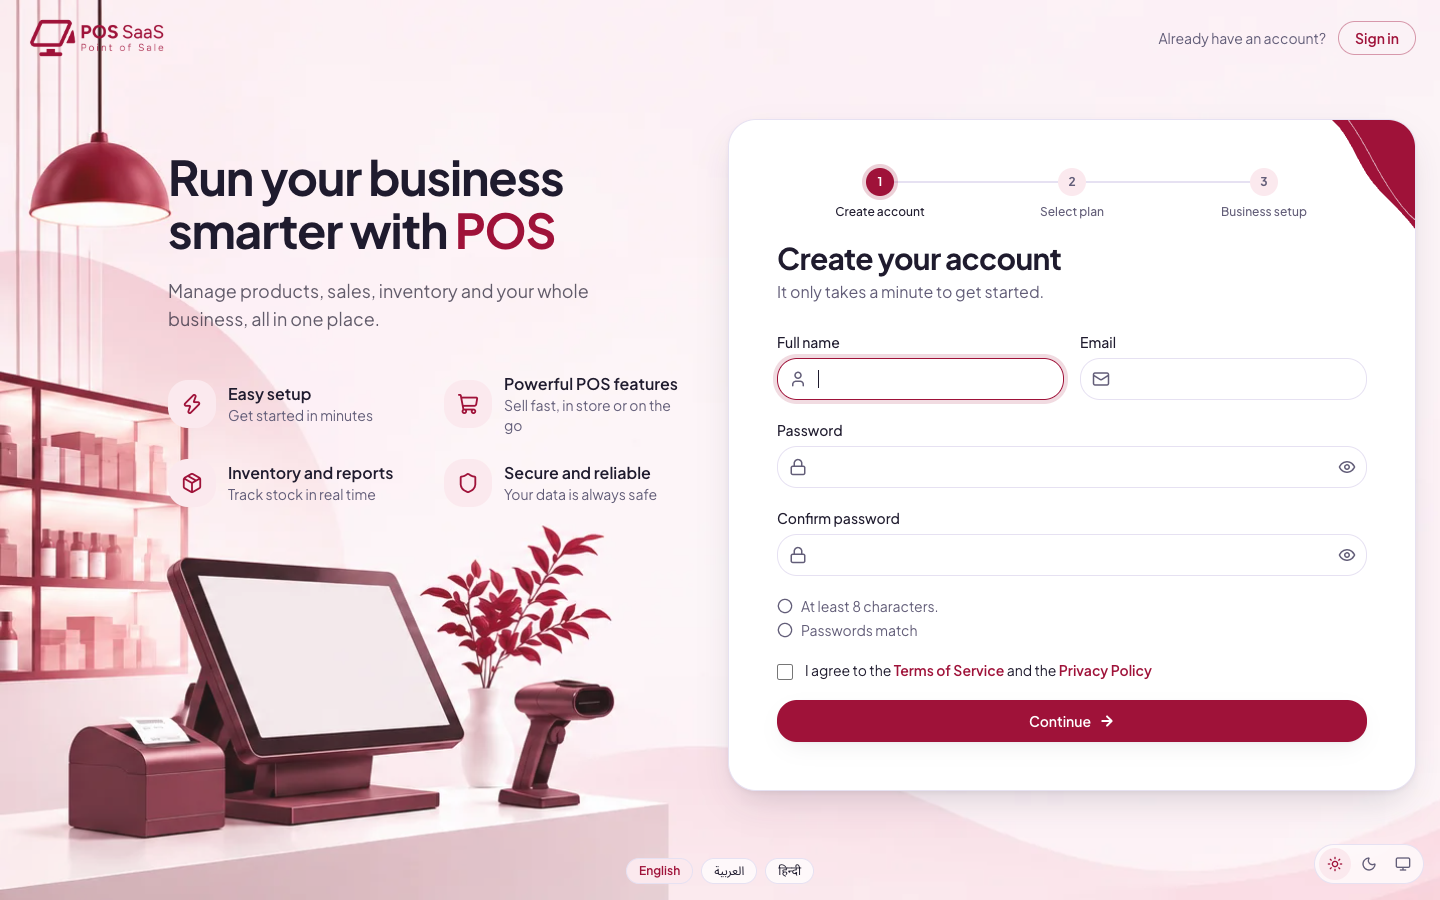 POS SaaS
Point of Sale
Already have an account?
Sign in
Run your business
smarter with POS
Manage products, sales, inventory and your whole
business, all in one place.
Easy setup
Get started in minutes
Powerful POS features
Sell fast, in store or on the
go
Inventory and reports
Track stock in real time
Secure and reliable
Your data is always safe
1
2
3
Create account
Select plan
Business setup
Create your account
It only takes a minute to get started.
Full name
Email
Password
Confirm password
At least 8 characters.
Passwords match
I agree to the Terms of Service and the Privacy Policy
Continue
English
العربية
हिन्दी